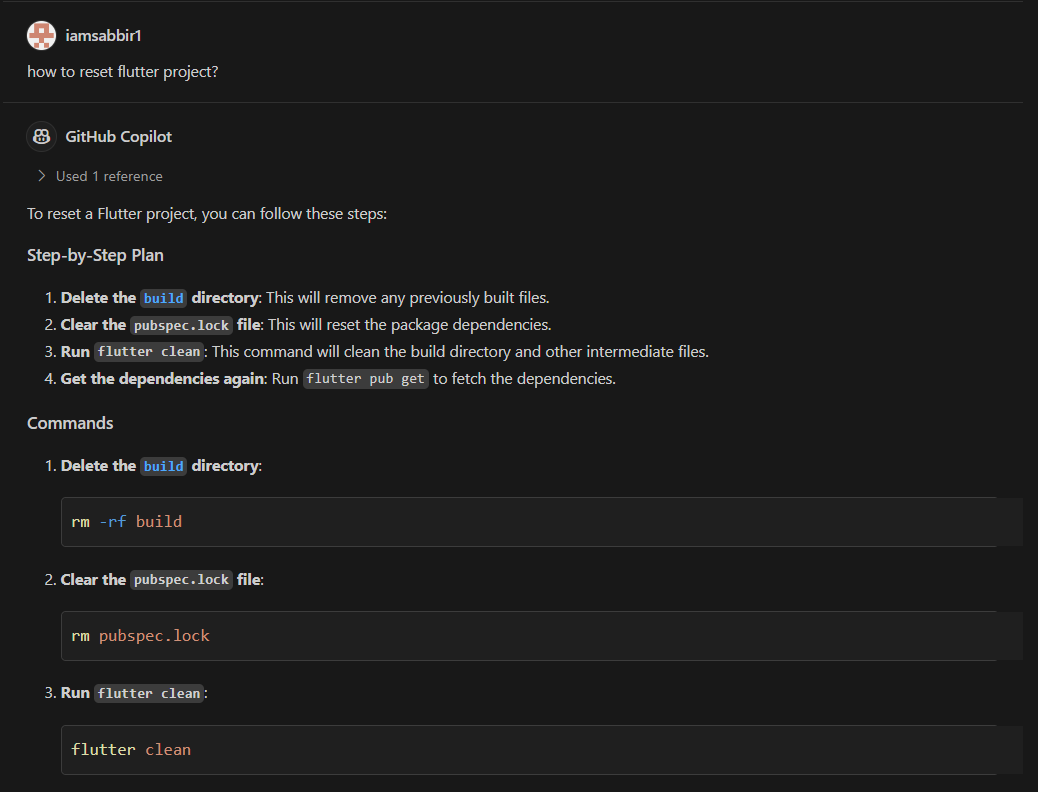 iamsabbir1
how to reset flutter project?
GitHub Copilot
Used 1 reference
To reset a Flutter project, you can follow these steps:
Step-by-Step Plan
1. Delete the build directory: This will remove any previously built files.
2. Clear the pubspec.lock file: This will reset the package dependencies.
3. Run flutter clean: This command will clean the build directory and other intermediate files.
4. Get the dependencies again: Run flutter pub get to fetch the dependencies.
Commands
1. Delete the build directory:
rm -rf build
2. Clear the pubspec.lock file:
rm pubspec.lock
3. Run flutter clean:
flutter clean